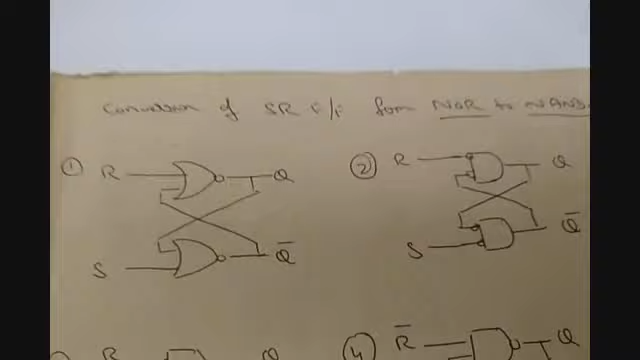 Conversion of SR i/p from NOR to NAND.
① R Q
S Q̅
② R Q
S Q̅
R Q
④ R̅ Q